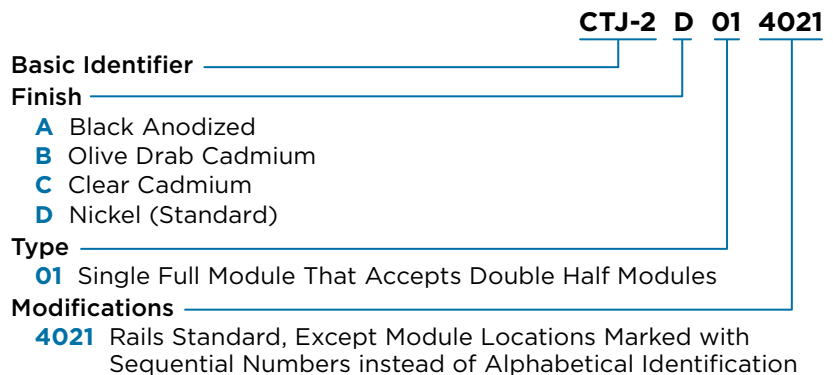 CTJ-2 D 01 4021
Basic Identifier
Finish
A Black Anodized
B Olive Drab Cadmium
C Clear Cadmium
D Nickel (Standard)
Type
01 Single Full Module That Accepts Double Half Modules
Modifications
4021 Rails Standard, Except Module Locations Marked with
Sequential Numbers instead of Alphabetical Identification